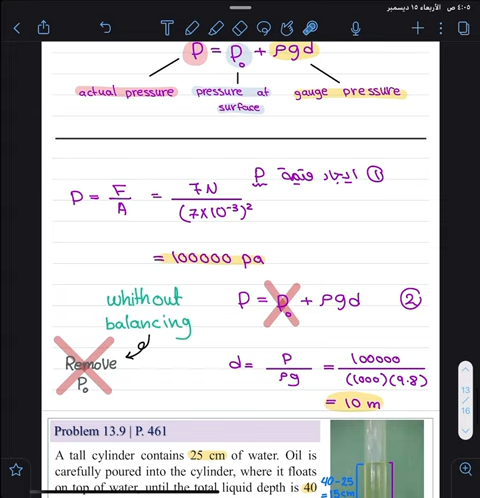 ٤:٠٥ ص الأربعاء ١٥ ديسمبر
P = P₀ + ρgd
actual pressure
pressure at surface
gauge pressure
① ايجاد قيمة P
P = F/A = 7N/(7×10⁻³)²
= 100000 pa
whithout balancing
P = P₀ + ρgd ②
Remove P₀
d = P/ρg = 100000/(1000)(9.8)
= 10 m
13
16
Problem 13.9 | P. 461
A tall cylinder contains 25 cm of water. Oil is
carefully poured into the cylinder, where it floats
on top of water, until the total liquid depth is 40
40-25
=15cm